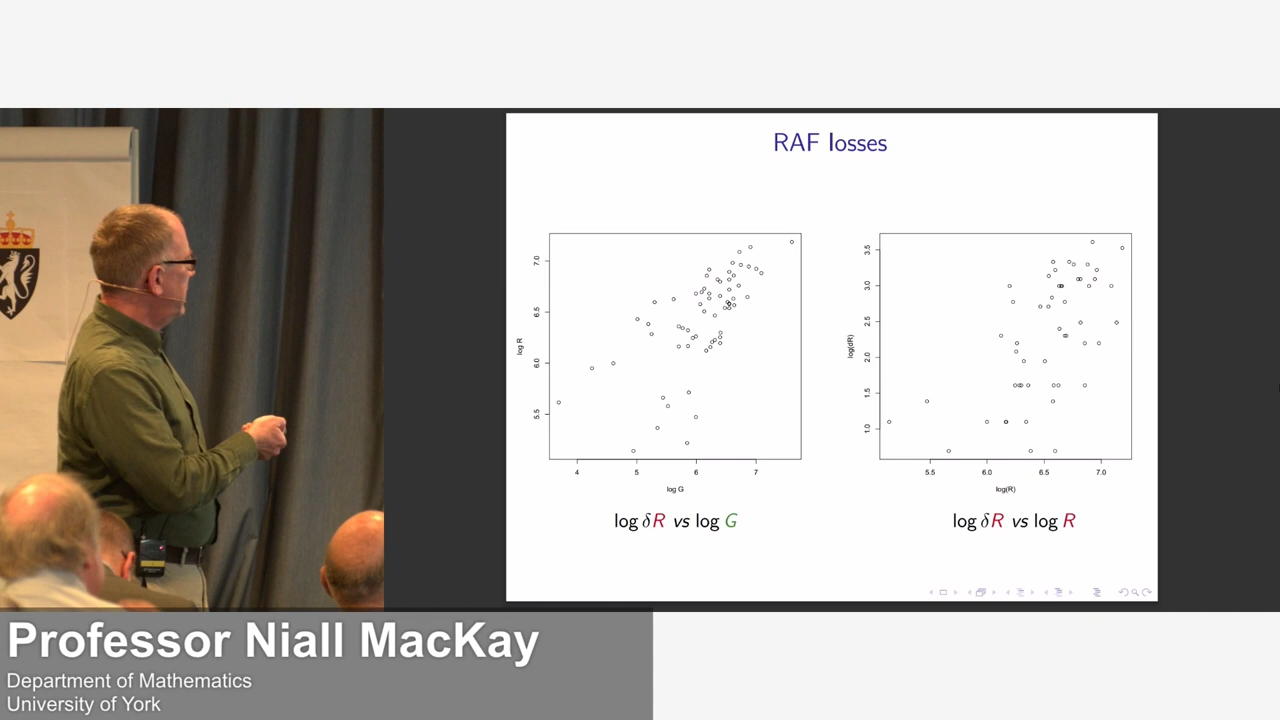 RAF losses
log R
5.5
6.0
6.5
7.0
4
5
6
7
log G
log δR vs log G
log(dR)
1.0
1.5
2.0
2.5
3.0
3.5
5.5
6.0
6.5
7.0
log(R)
log δR vs log R
Professor Niall MacKay
Department of Mathematics
University of York